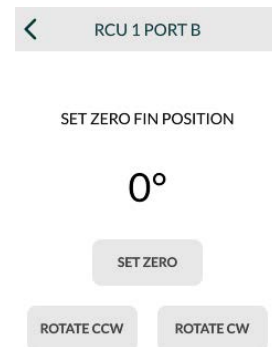 RCU 1 PORT B
SET ZERO FIN POSITION
0°
SET ZERO
ROTATE CCW ROTATE CW